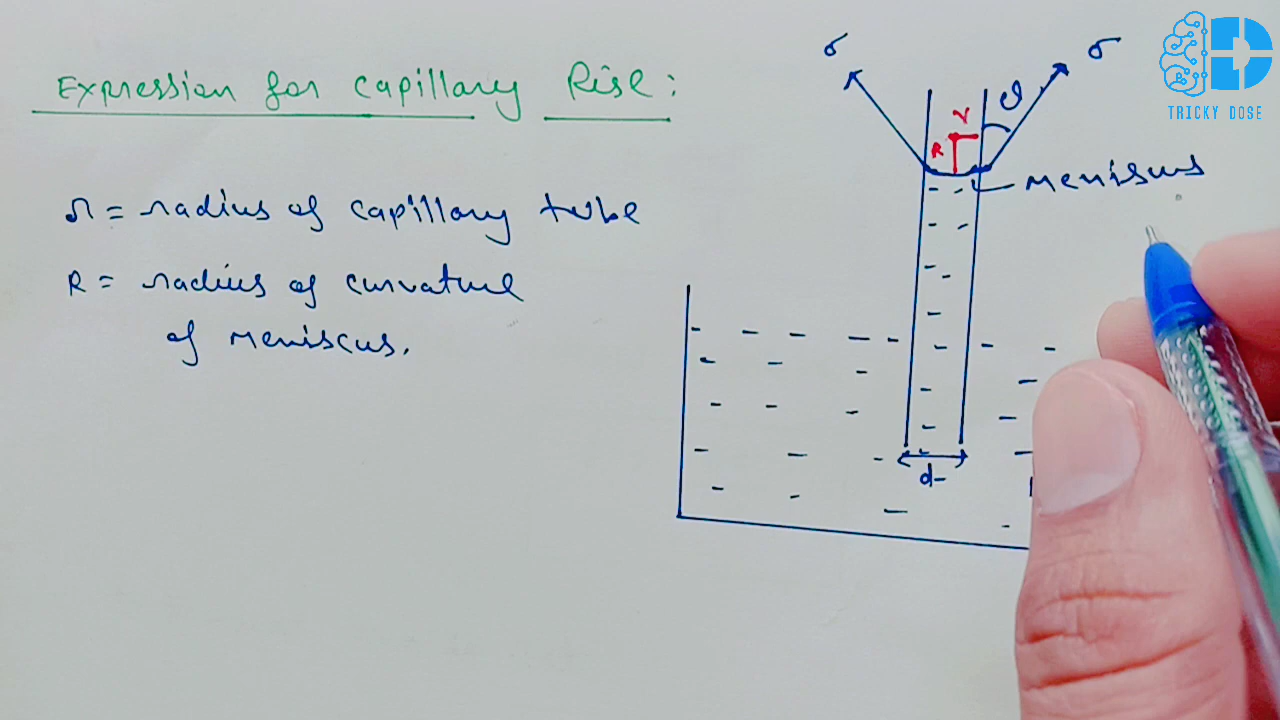 Expression for Capillary Rise:
r = radius of capillary tube
R = radius of curvature
of meniscus.
σ
σ
θ
r
R
meniscus
d
TRICKY DOSE